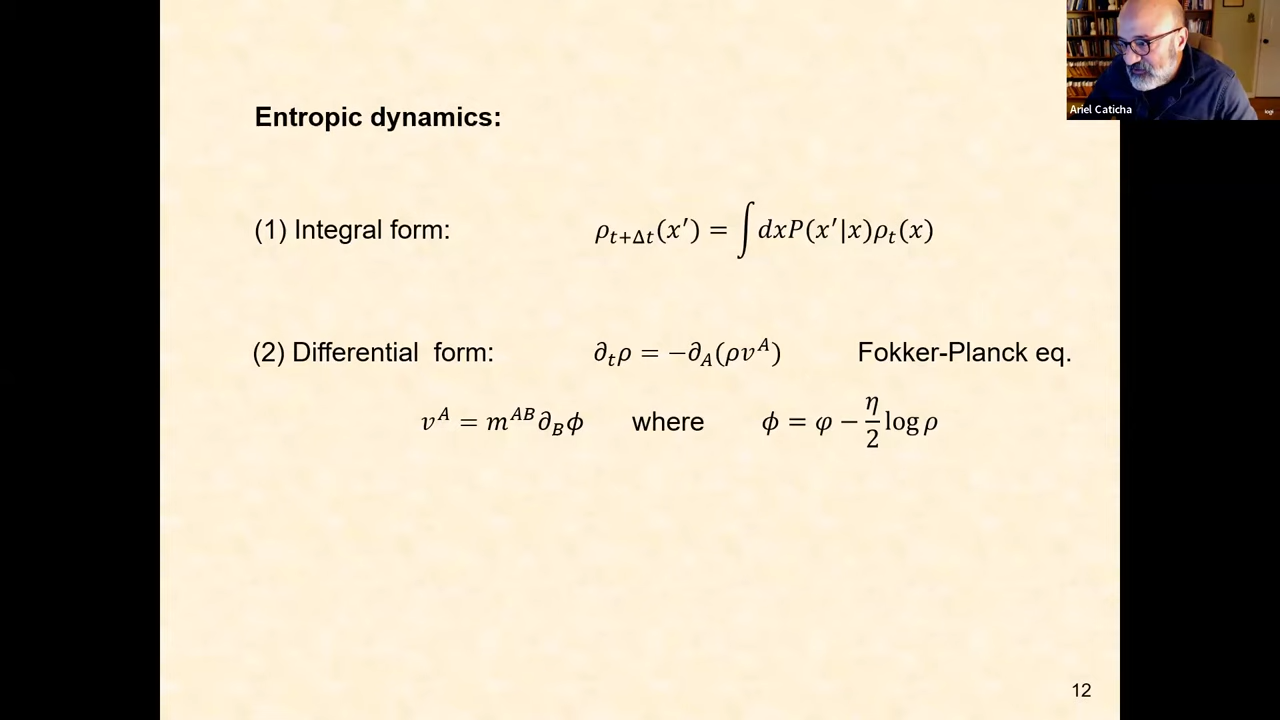 Ariel Caticha
Entropic dynamics:
(1) Integral form: ρ_{t+Δt}(x′) = ∫ dxP(x′|x)ρ_t(x)
(2) Differential form: ∂_tρ = −∂_A(ρv^A) Fokker-Planck eq.
v^A = m^{AB}∂_Bϕ where ϕ = φ − η/2 log ρ
12